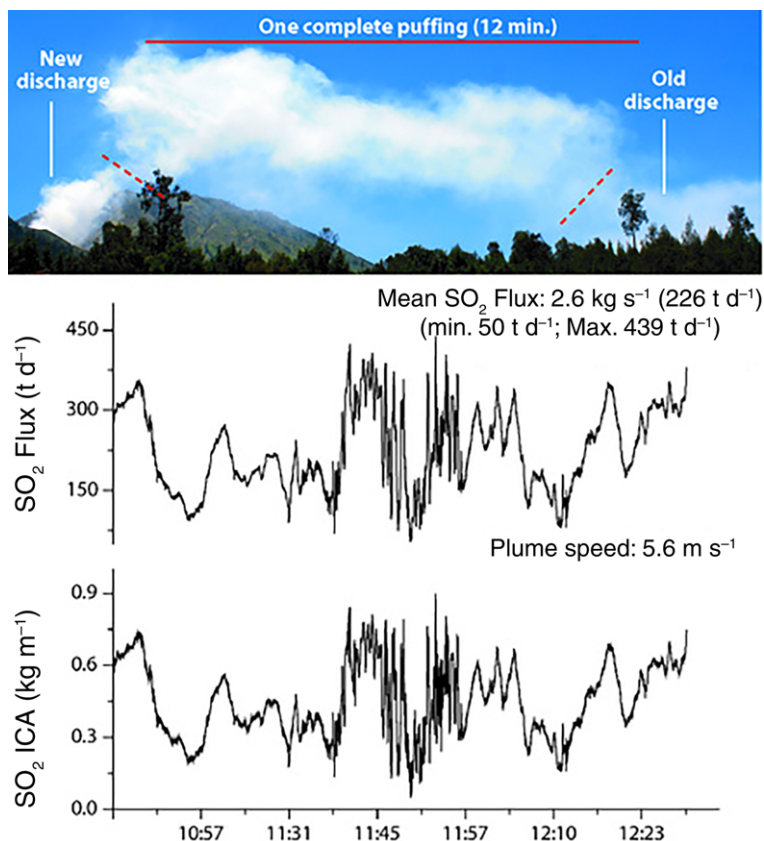 One complete puffing (12 min.)
New
discharge
Old
discharge
Mean SO₂ Flux: 2.6 kg s⁻¹ (226 t d⁻¹)
(min. 50 t d⁻¹; Max. 439 t d⁻¹)
SO₂ Flux (t d⁻¹)
450
300
150
Plume speed: 5.6 m s⁻¹
SO₂ ICA (kg m⁻¹)
0.9
0.6
0.3
0.0
10:57 11:31 11:45 11:57 12:10 12:23